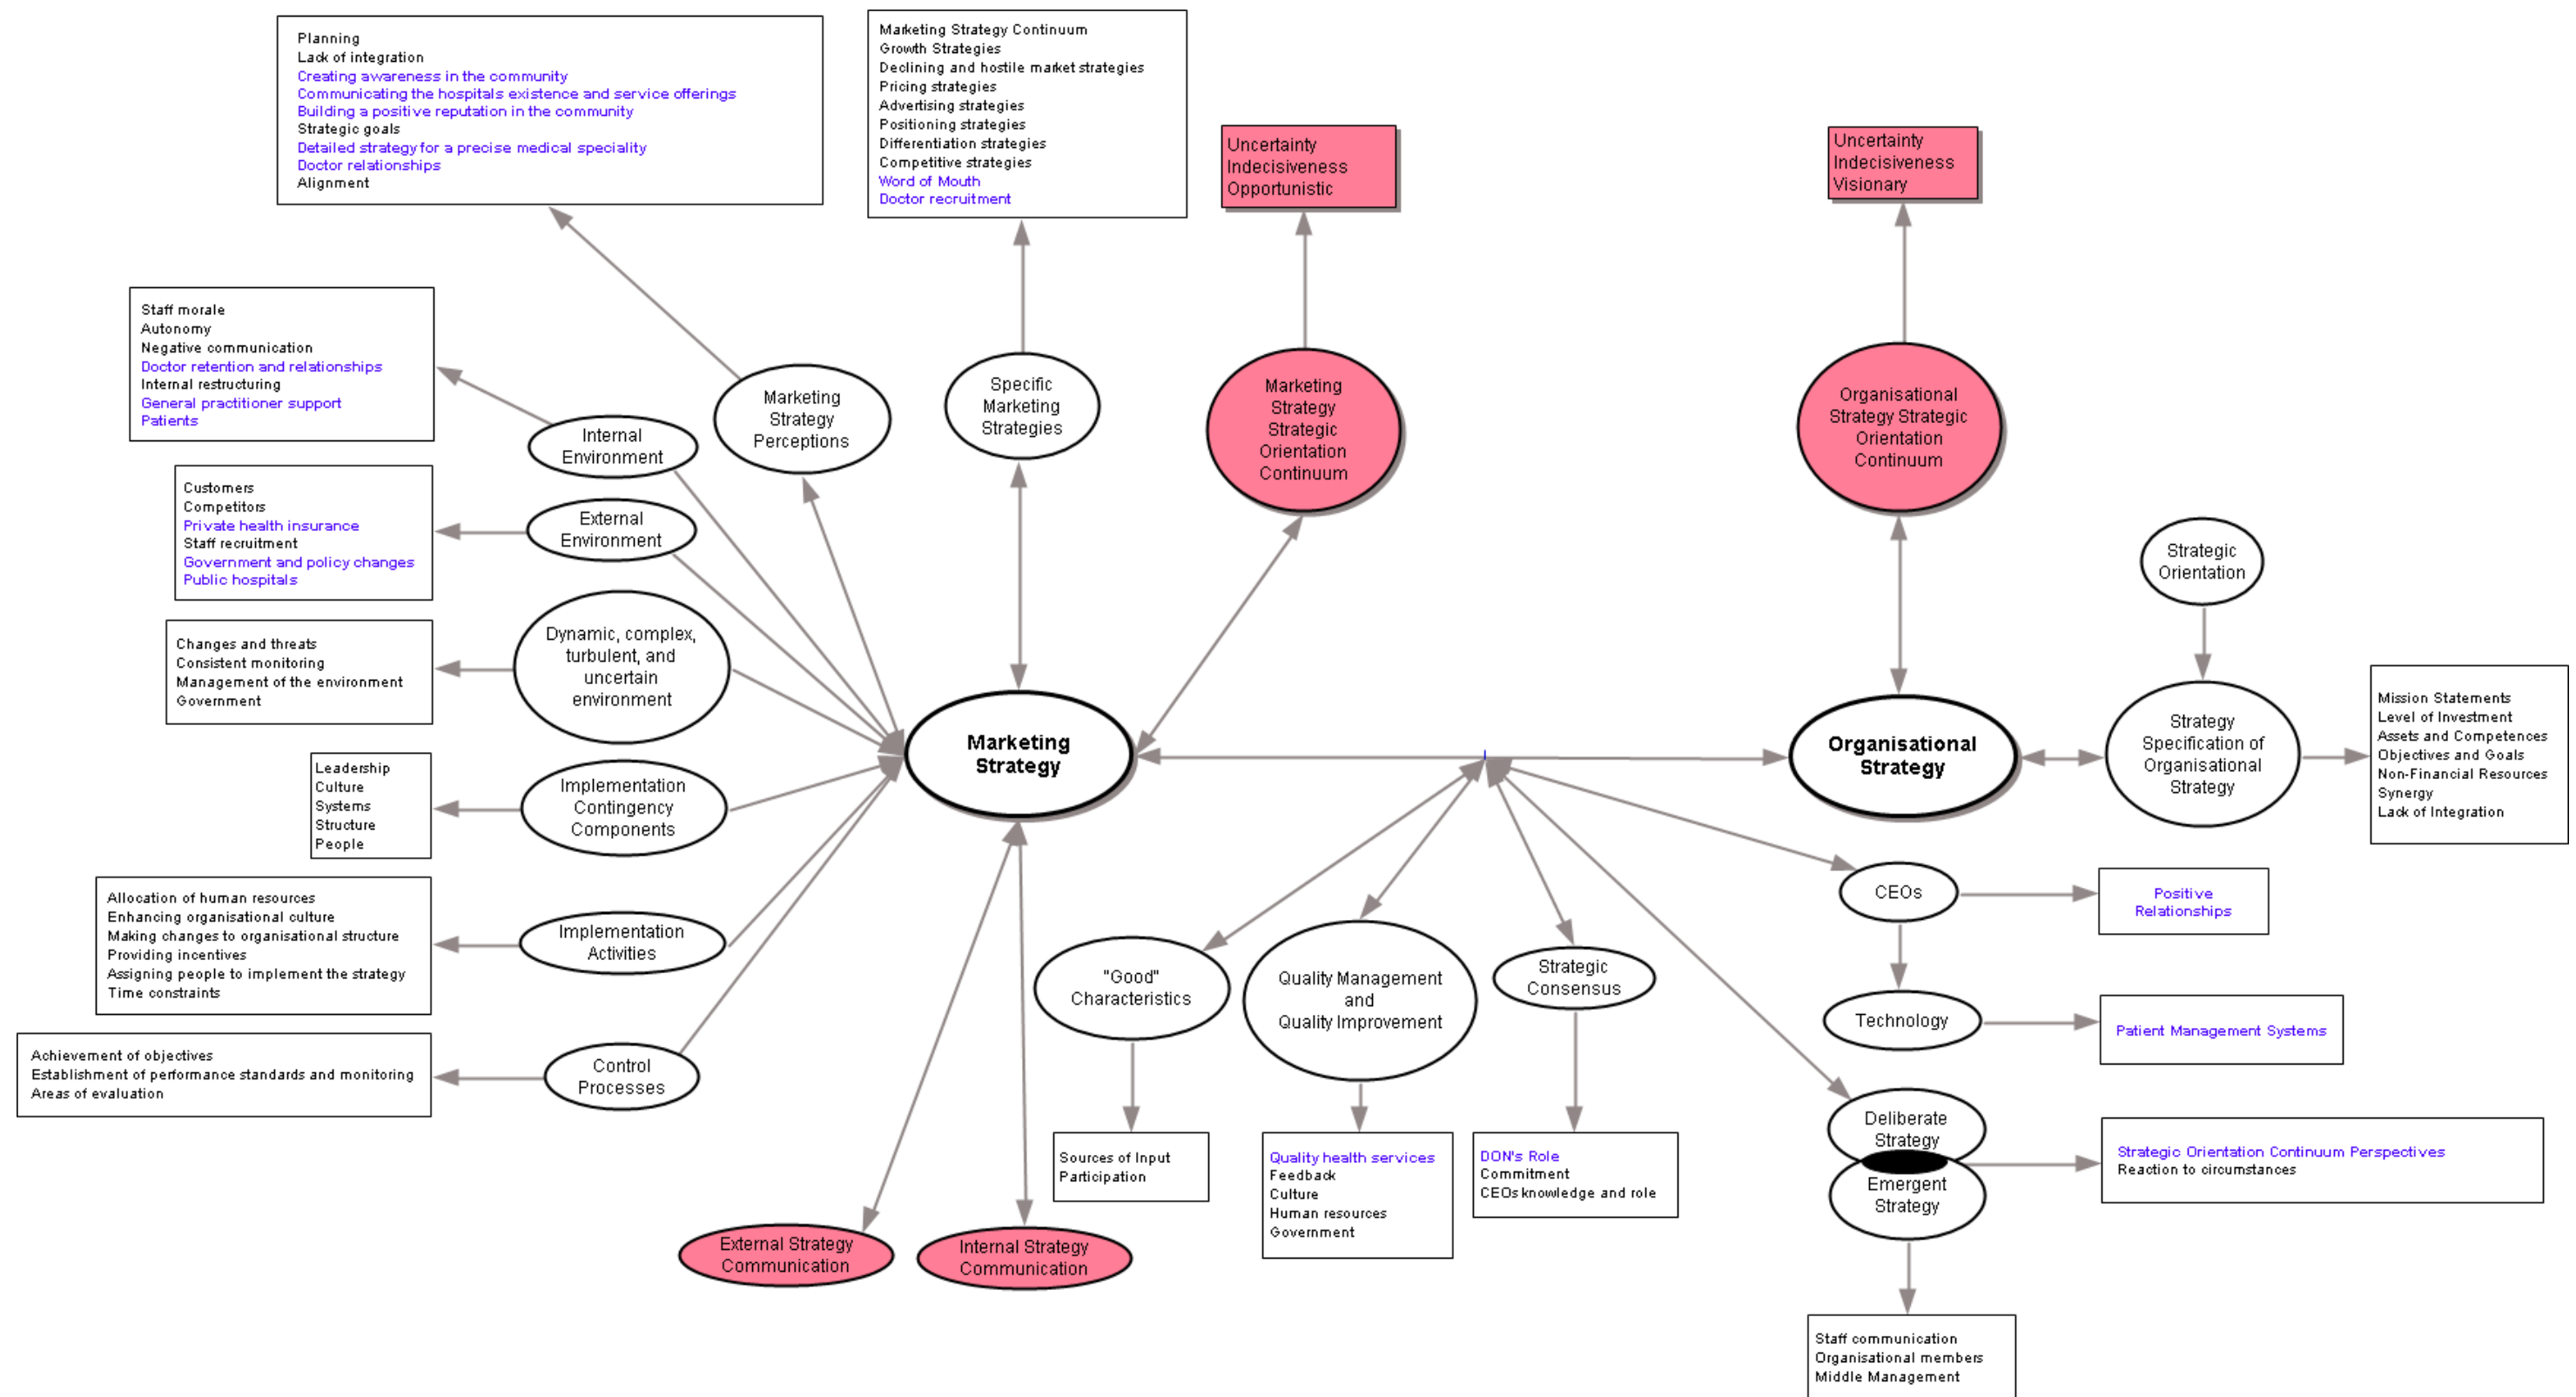 Planning
Lack of integration
Creating awareness in the community
Communicating the hospitals existence and service offerings
Building a positive reputation in the community
Strategic goals
Detailed strategy for a precise medical speciality
Doctor relationships
Alignment
Marketing Strategy Continuum
Growth Strategies
Declining and hostile market strategies
Pricing strategies
Advertising strategies
Positioning strategies
Differentiation strategies
Competitive strategies
Word of Mouth
Doctor recruitment
Uncertainty
Indecisiveness
Opportunistic
Uncertainty
Indecisiveness
Visionary
Staff morale
Autonomy
Negative communication
Doctor retention and relationships
Internal restructuring
General practitioner support
Patients
Internal
Environment
Marketing
Strategy
Perceptions
Specific
Marketing
Strategies
Marketing
Strategy
Strategic
Orientation
Continuum
Organisational
Strategy Strategic
Orientation
Continuum
Customers
Competitors
Private health insurance
Staff recruitment
Government and policy changes
Public hospitals
External
Environment
Strategic
Orientation
Changes and threats
Consistent monitoring
Management of the environment
Government
Dynamic, complex,
turbulent, and
uncertain
environment
Marketing
Strategy
Organisational
Strategy
Strategy
Specification of
Organisational
Strategy
Mission Statements
Level of Investment
Assets and Competences
Objectives and Goals
Non-Financial Resources
Synergy
Lack of Integration
Leadership
Culture
Systems
Structure
People
Implementation
Contingency
Components
CEOs
Positive
Relationships
Allocation of human resources
Enhancing organisational culture
Making changes to organisational structure
Providing incentives
Assigning people to implement the strategy
Time constraints
Implementation
Activities
"Good"
Characteristics
Quality Management
and
Quality Improvement
Strategic
Consensus
Technology
Patient Management Systems
Achievement of objectives
Establishment of performance standards and monitoring
Areas of evaluation
Control
Processes
Deliberate
Strategy
Emergent
Strategy
Strategic Orientation Continuum Perspectives
Reaction to circumstances
Sources of Input
Participation
Quality health services
Feedback
Culture
Human resources
Government
DON's Role
Commitment
CEOs knowledge and role
External Strategy
Communication
Internal Strategy
Communication
Staff communication
Organisational members
Middle Management